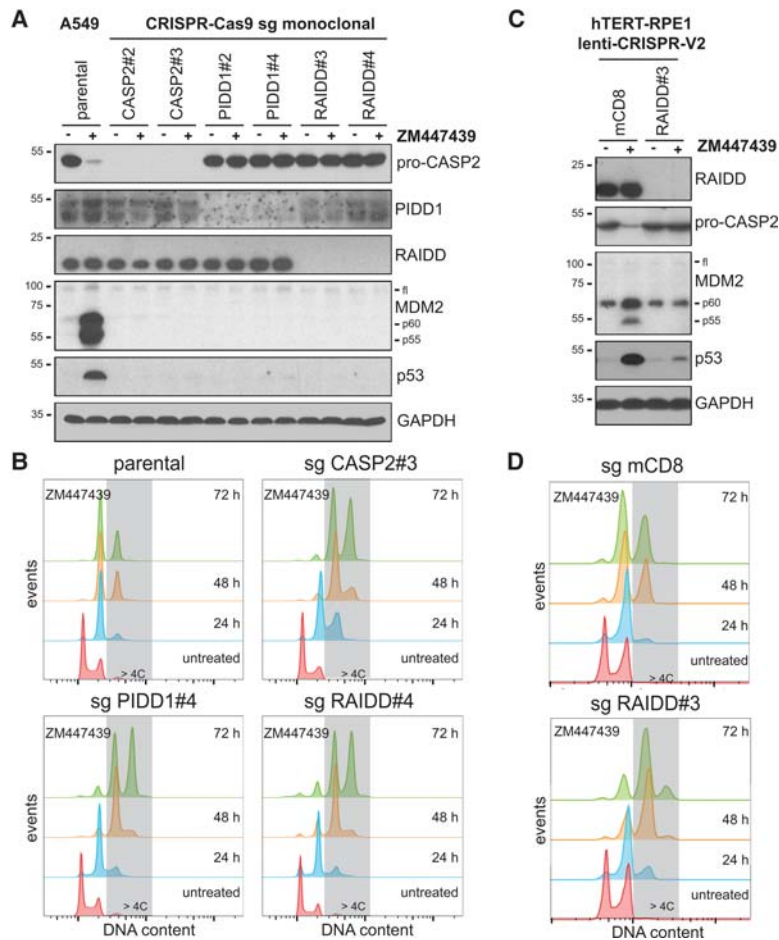 A
A549
CRISPR-Cas9 sg monoclonal
parental
CASP2#2
CASP2#3
PIDD1#2
PIDD1#4
RAIDD#3
RAIDD#4
- + - + - + - + - + - + - + ZM447439
55
pro-CASP2
55
PIDD1
25
RAIDD
100
75
55
fl
MDM2
p60
p55
55
p53
35
GAPDH
C
hTERT-RPE1
lenti-CRISPR-V2
mCD8
RAIDD#3
- + - + ZM447439
25
RAIDD
55
pro-CASP2
100
75
55
fl
MDM2
p60
p55
55
p53
35
GAPDH
B
parental
ZM447439
72 h
48 h
24 h
untreated
> 4C
events
sg CASP2#3
ZM447439
72 h
48 h
24 h
untreated
> 4C
sg PIDD1#4
ZM447439
72 h
48 h
24 h
untreated
> 4C
events
DNA content
sg RAIDD#4
ZM447439
72 h
48 h
24 h
untreated
> 4C
DNA content
D
sg mCD8
ZM447439
72 h
48 h
24 h
untreated
> 4C
events
sg RAIDD#3
ZM447439
72 h
48 h
24 h
untreated
> 4C
events
DNA content